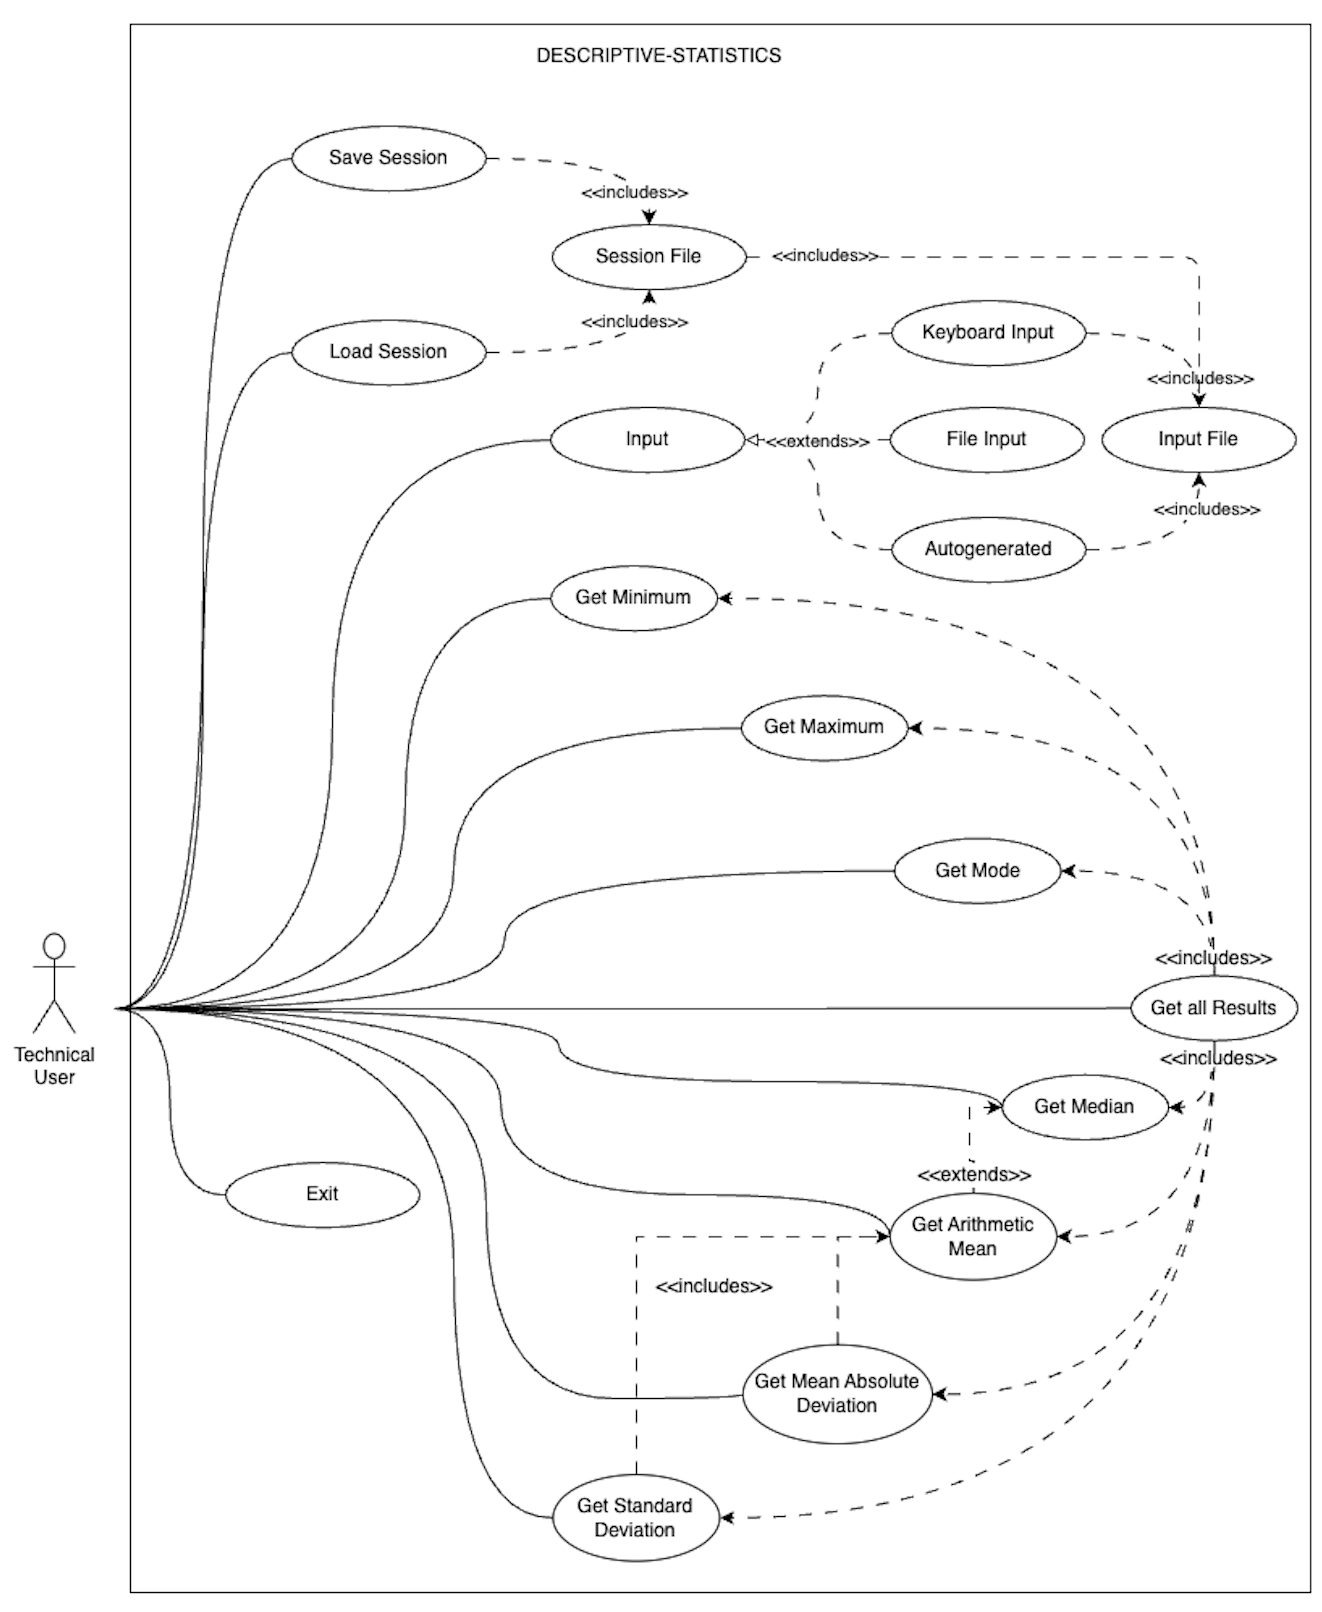 DESCRIPTIVE-STATISTICS
Save Session
<<includes>>
Session File
<<includes>>
<<includes>>
Load Session
Keyboard Input
<<includes>>
Input
<<extends>>
File Input
Input File
<<includes>>
Autogenerated
Get Minimum
Get Maximum
Get Mode
<<includes>>
Get all Results
<<includes>>
Technical
User
Get Median
<<extends>>
Exit
Get Arithmetic
Mean
<<includes>>
Get Mean Absolute
Deviation
Get Standard
Deviation